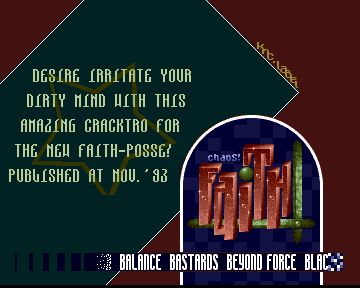 DESIRE IRRITATE YOUR
DIRTY MIND WITH THIS
AMAZING CRACKTRO FOR
THE NEW FAITH-POSSE!
PUBLISHED AT NOV.'93
chaos!
FAITH
BALANCE BASTARDS BEYOND FORCE BLAC